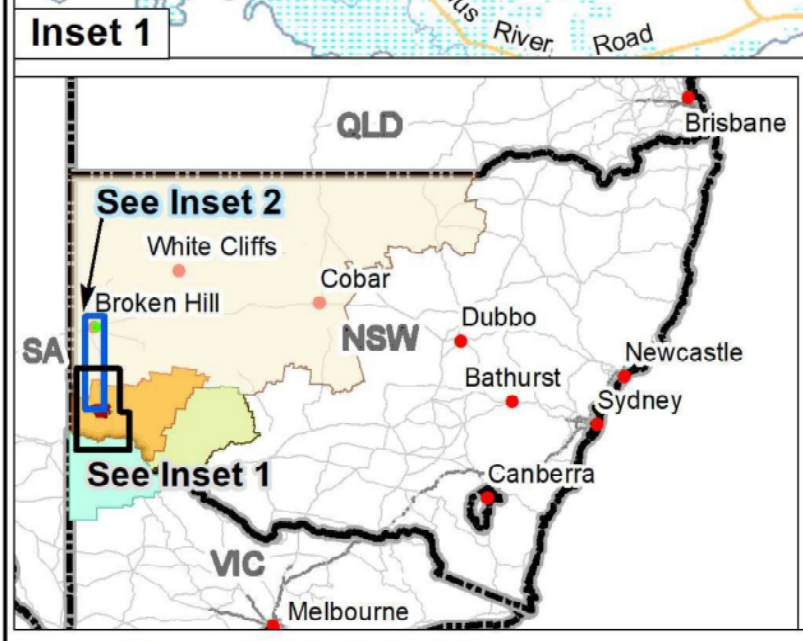 River Road
Inset 1
QLD
Brisbane
See Inset 2
White Cliffs
Cobar
Broken Hill
Dubbo
SA
NSW
Newcastle
Bathurst
Sydney
See Inset 1
Canberra
VIC
Melbourne